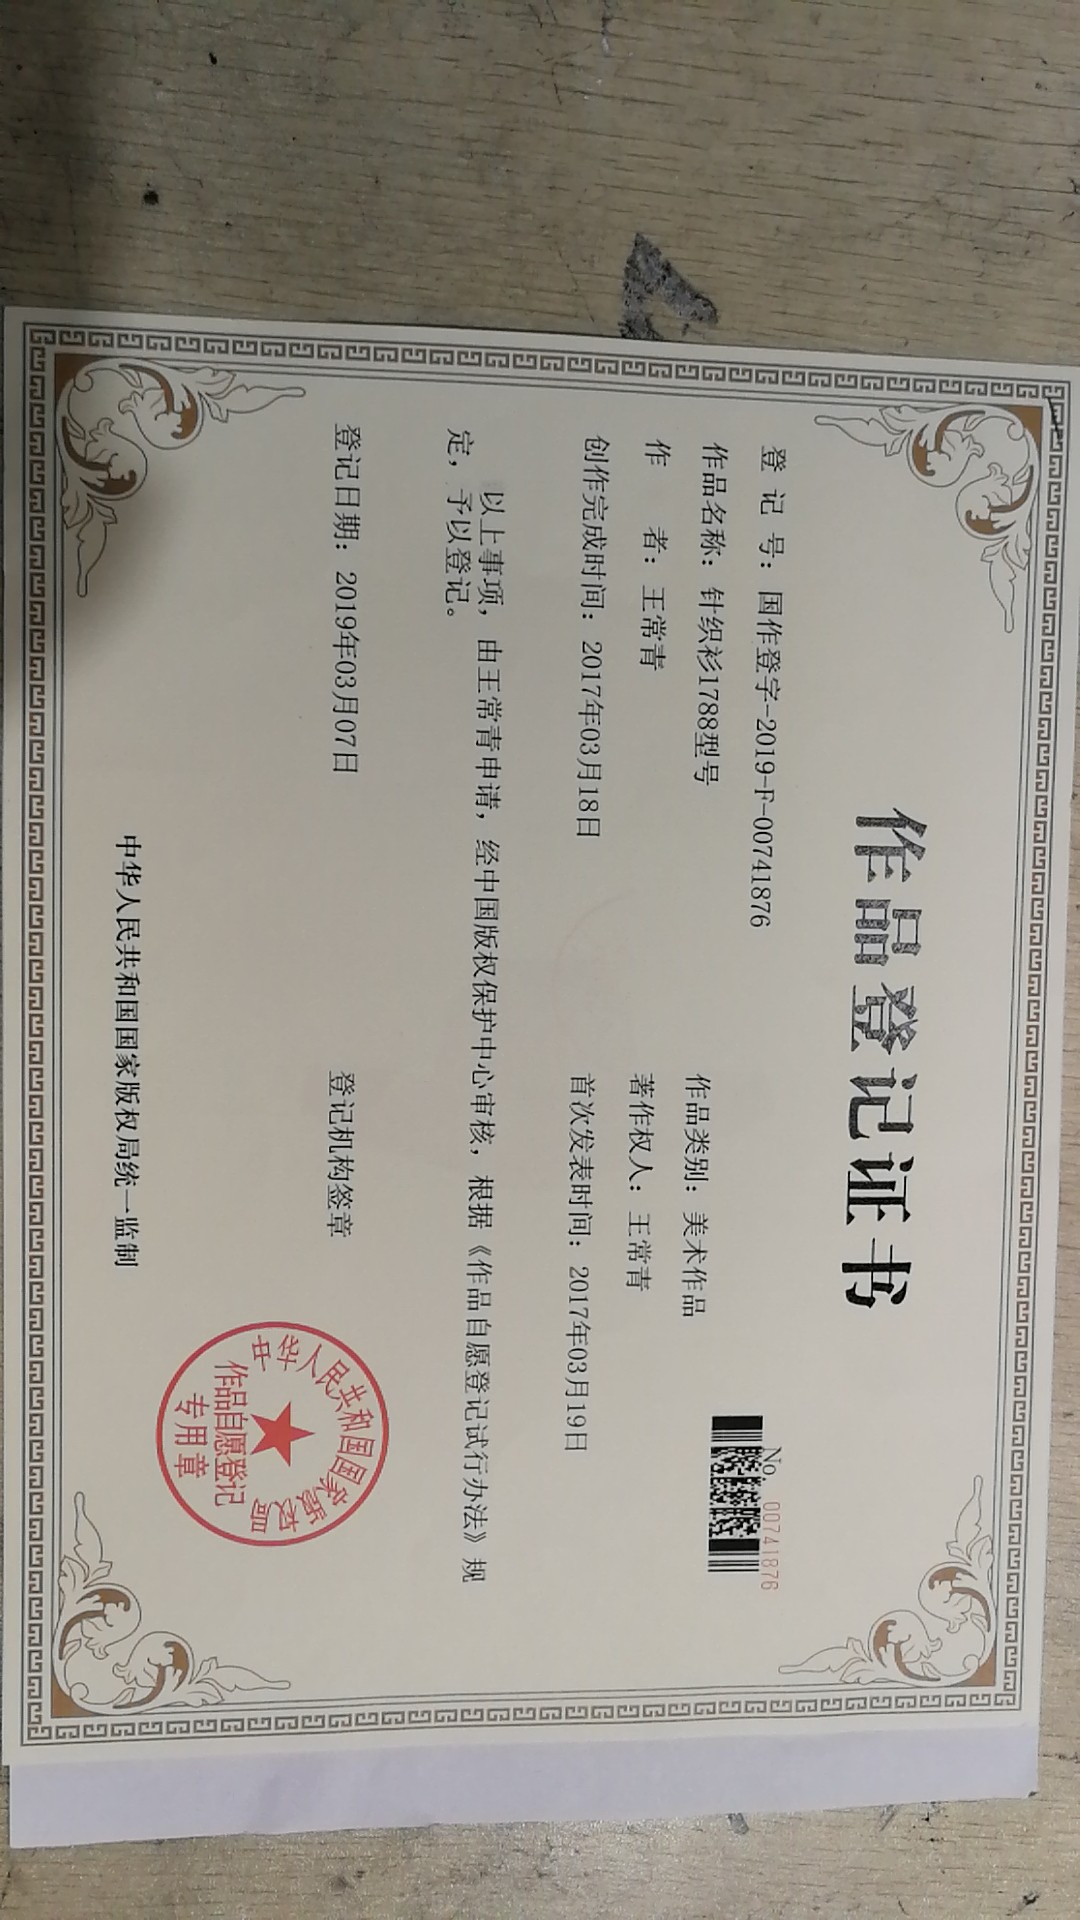 作品登记证书
No. 00741876
登 记 号：国作登字-2019-F-00741876
作品名称：针织衫1788型号
作品类别：美术作品
作 者：王常青
著作权人：王常青
创作完成时间：2017年03月18日
首次发表时间：2017年03月19日
以上事项，由王常青申请，经中国版权保护中心审核，根据《作品自愿登记试行办法》规
定，予以登记。
登记日期：2019年03月07日
登记机构签章
中华人民共和国国家版权局
作品自愿登记
专用章
中华人民共和国国家版权局统一监制